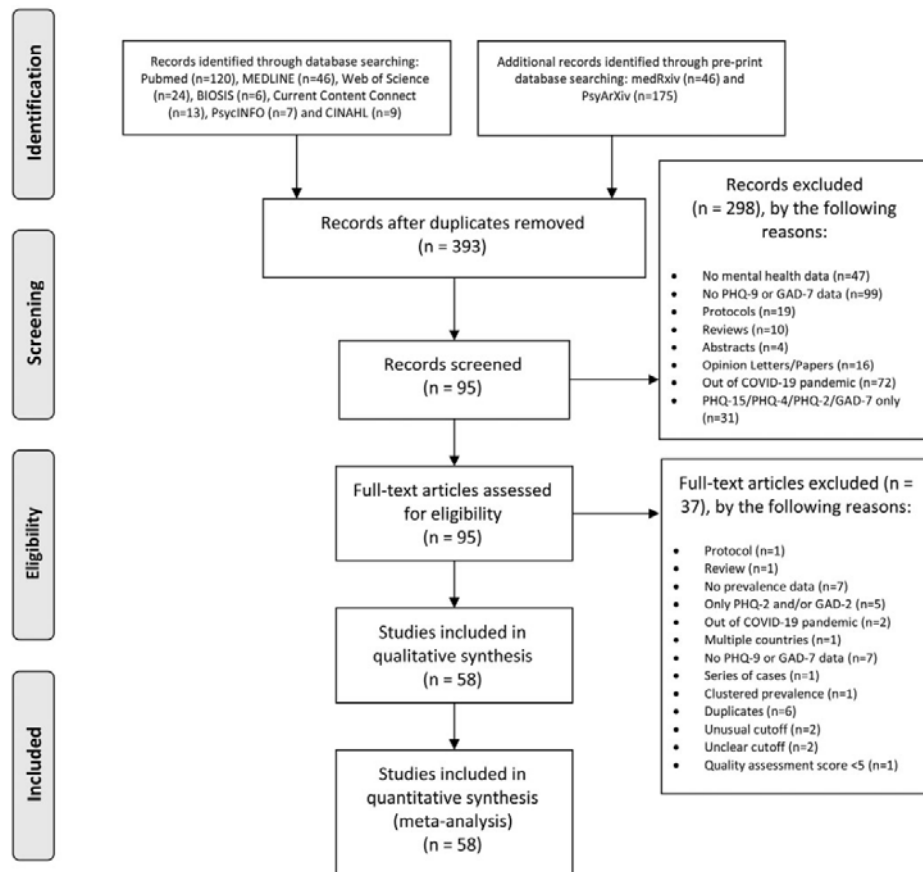 Identification
Records identified through database searching:
Pubmed (n=120), MEDLINE (n=46), Web of Science
(n=24), BIOSIS (n=6), Current Content Connect
(n=13), PsycINFO (n=7) and CINAHL (n=9)
Additional records identified through pre-print
database searching: medRxiv (n=46) and
PsyArXiv (n=175)
Records after duplicates removed
(n = 393)
Screening
Records screened
n = 95)
Records excluded
(n = 298), by the following
reasons:
• No mental health data (n=47)
• No PHQ-9 or GAD-7 data (n=99)
• Protocols (n=19)
• Reviews (n=10)
• Abstracts (n=4)
• Opinion Letters/Papers (n=16)
• Out of COVID-19 pandemic (n=72)
• PHQ-15/PHQ-4/PHQ-2/GAD-7 only
(n=31)
Eligibility
Full-text articles assessed
for eligibility
(n = 95)
Full-text articles excluded (n =
37), by the following reasons:
• Protocol (n=1)
• Review (n=1)
• No prevalence data (n=7)
• Only PHQ-2 and/or GAD-2 (n=5)
• Out of COVID-19 pandemic (n=2)
• Multiple countries (n=1)
• No PHQ-9 or GAD-7 data (n=7)
• Series of cases (n=1)
• Clustered prevalence (n=1)
• Duplicates (n=6)
• Unusual cutoff (n=2)
• Unclear cutoff (n=2)
• Quality assessment score <5 (n=1)
Studies included in
qualitative synthesis
(n = 58)
Included
Studies included in
quantitative synthesis
(meta-analysis)
(n = 58)